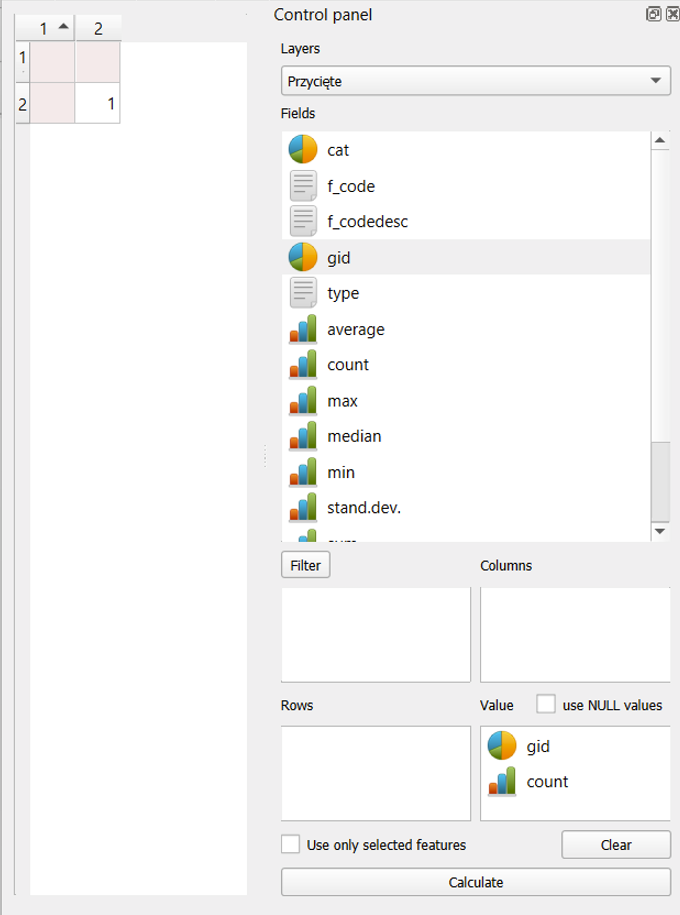 Control panel
1 2
1
2 1
Layers
Przycięte
Fields
cat
f_code
f_codedesc
gid
type
average
count
max
median
min
stand.dev.
Filter
Columns
Rows
Value
use NULL values
gid
count
Use only selected features
Clear
Calculate